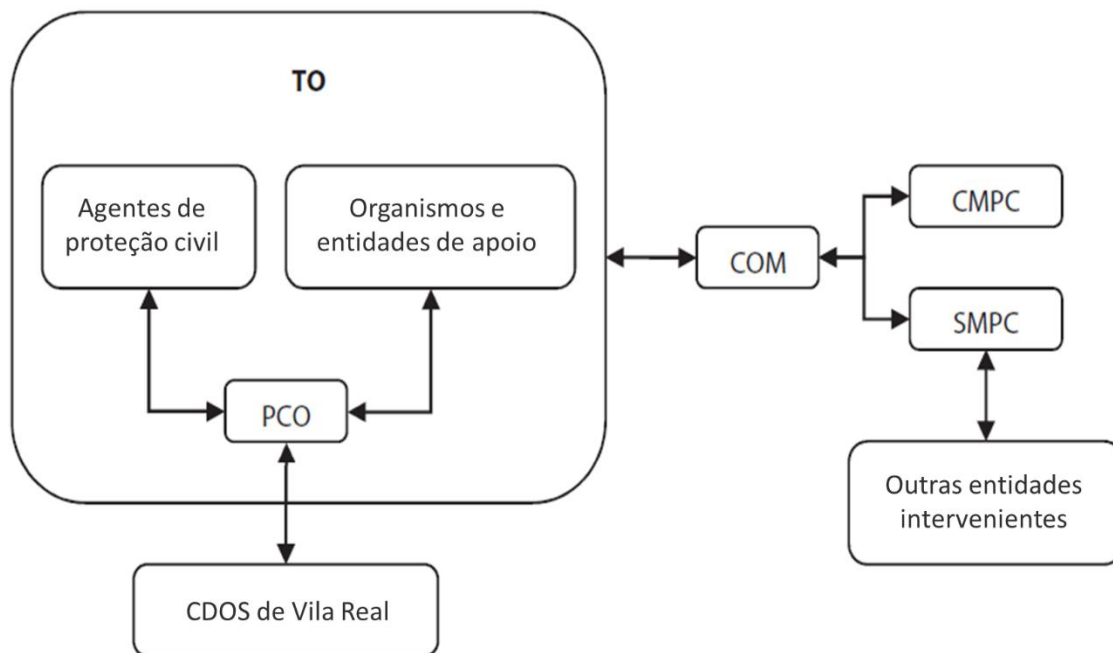 TO
Agentes de
proteção civil
Organismos e
entidades de apoio
CMPC
COM
SMPC
PCO
Outras entidades
intervenientes
CDOS de Vila Real